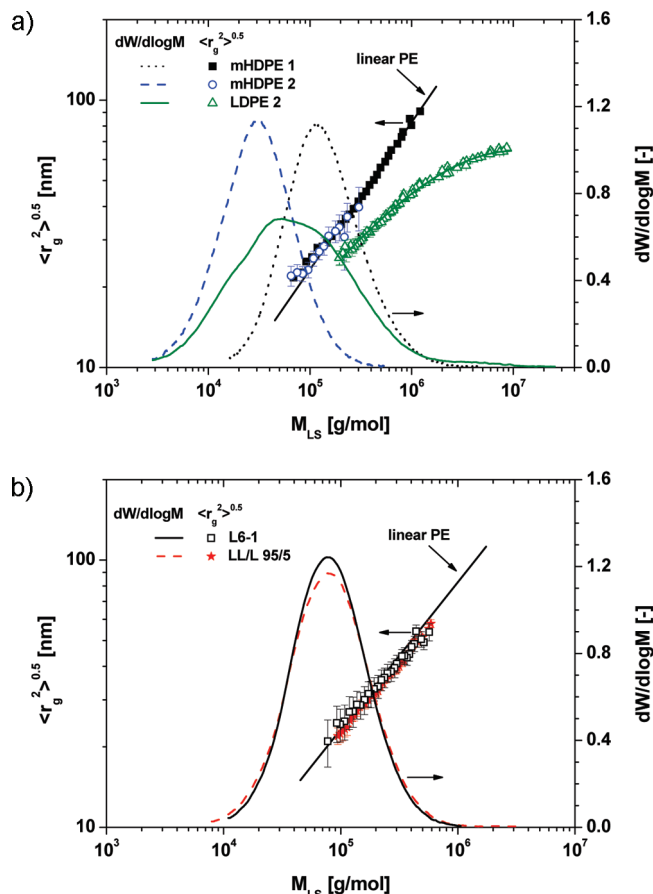 a)
dW/dlogM <r_g^2>^0.5
mHDPE 1
mHDPE 2
LDPE 2
linear PE
100
10
<r_g^2>^0.5 [nm]
1.6
1.2
0.8
0.4
0.0
dW/dlogM [-]
10^3 10^4 10^5 10^6 10^7
M_LS [g/mol]
b)
dW/dlogM <r_g^2>^0.5
L6-1
LL/L 95/5
linear PE
100
10
<r_g^2>^0.5 [nm]
1.6
1.2
0.8
0.4
0.0
dW/dlogM [-]
10^3 10^4 10^5 10^6 10^7
M_LS [g/mol]